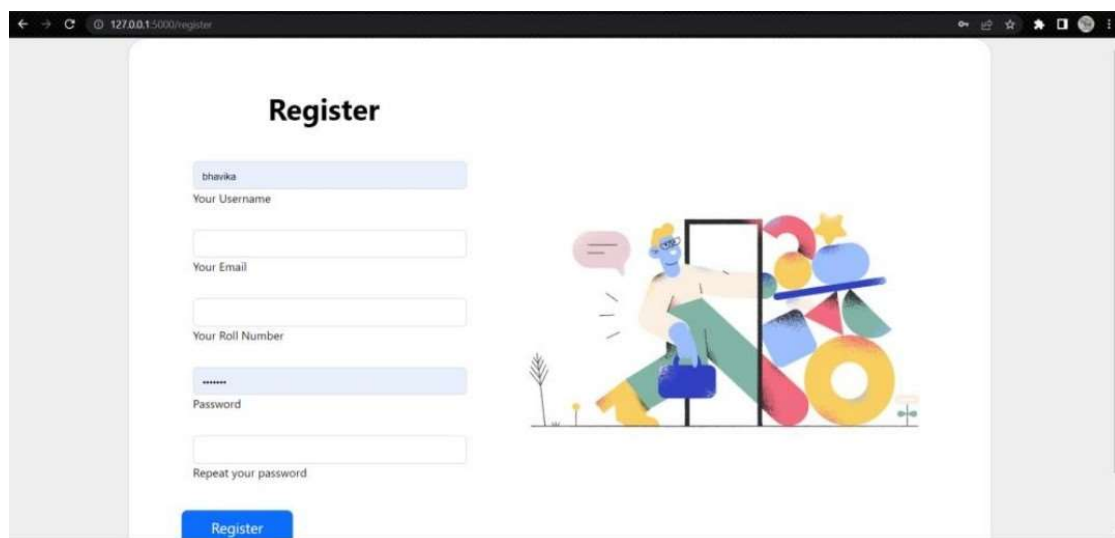 127.0.0.1:5000/register
Register
bhavika
Your Username
Your Email
Your Roll Number
•••••••
Password
Repeat your password
Register